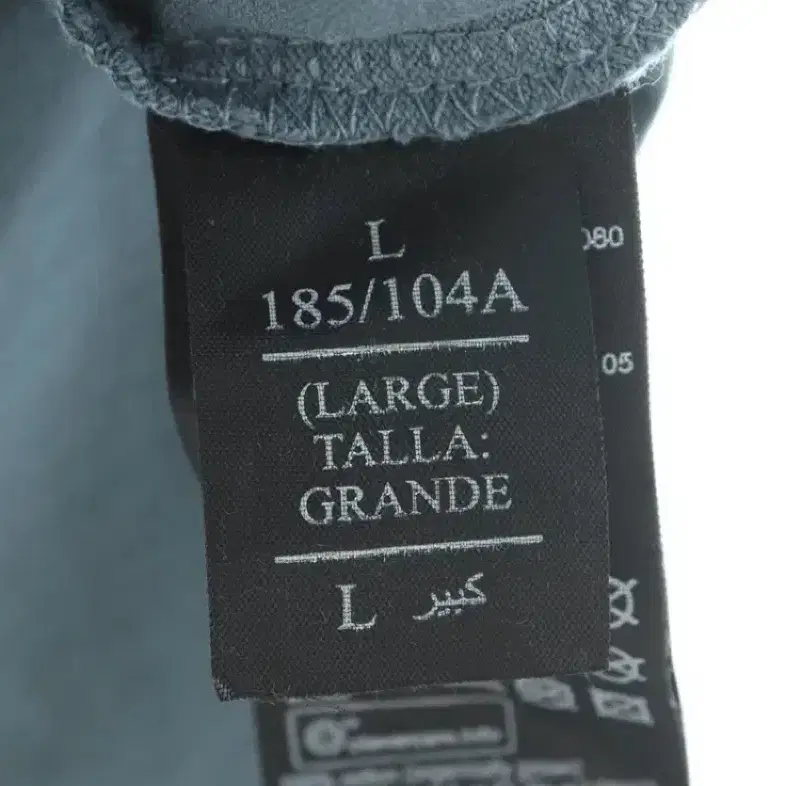 L
185/104A
(LARGE)
TALLA:
GRANDE
L كبير
080
05